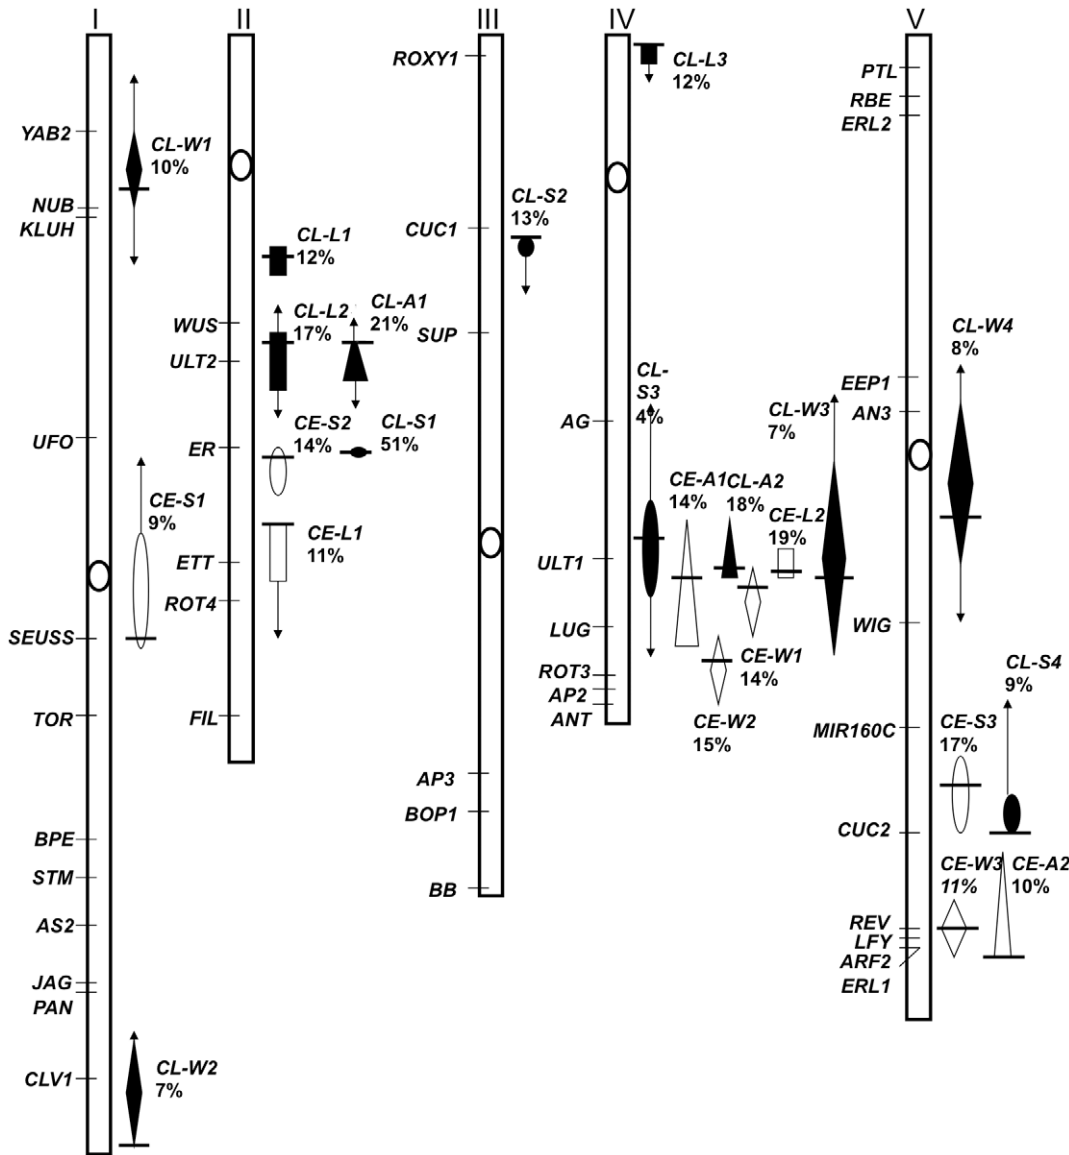 I
YAB2
CL-W1
10%
NUB
KLUH
UFO
CE-S1
9%
SEUSS
TOR
BPE
STM
AS2
JAG
PAN
CLV1
CL-W2
7%
II
CL-L1
12%
WUS
CL-L2
17%
CL-A1
21%
ULT2
ER
CE-S2
14%
CL-S1
51%
ETT
CE-L1
11%
ROT4
FIL
III
ROXY1
CUC1
CL-S2
13%
SUP
AP3
BOP1
BB
IV
CL-L3
12%
AG
CL-
S3
4%
CE-A1
14%
CL-A2
18%
CE-L2
19%
CL-W3
7%
ULT1
LUG
ROT3
AP2
ANT
CE-W1
14%
CE-W2
15%
V
PTL
RBE
ERL2
CL-W4
8%
EEP1
AN3
WIG
MIR160C
CL-S4
9%
CE-S3
17%
CUC2
CE-W3
11%
CE-A2
10%
REV
LFY
ARF2
ERL1